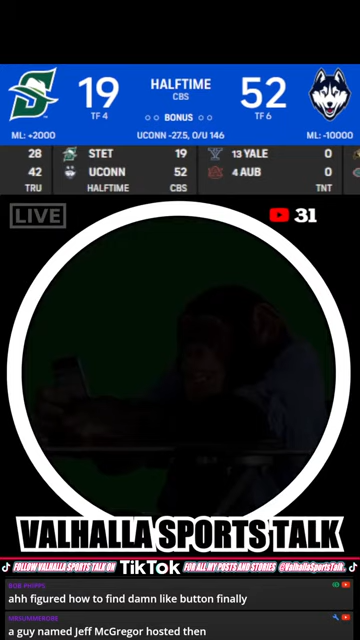 S
19
TF 4
ML: +2000
HALFTIME
CBS
BONUS
UCONN -27.5, O/U 146
52
TF 6
ML: -10000
28
42
TRU
STET 19
UCONN 52
HALFTIME CBS
13 YALE 0
4 AUB 0
TNT
LIVE
31
VALHALLA SPORTS TALK
FOLLOW VALHALLA SPORTS TALK ON TikTok FOR ALL MY POSTS AND STORIES @ValhallaSportsTalk
BOB PHIPPS
ahh figured how to find damn like button finally
MRSUMMEROBE
a guy named Jeff McGregor hosted then